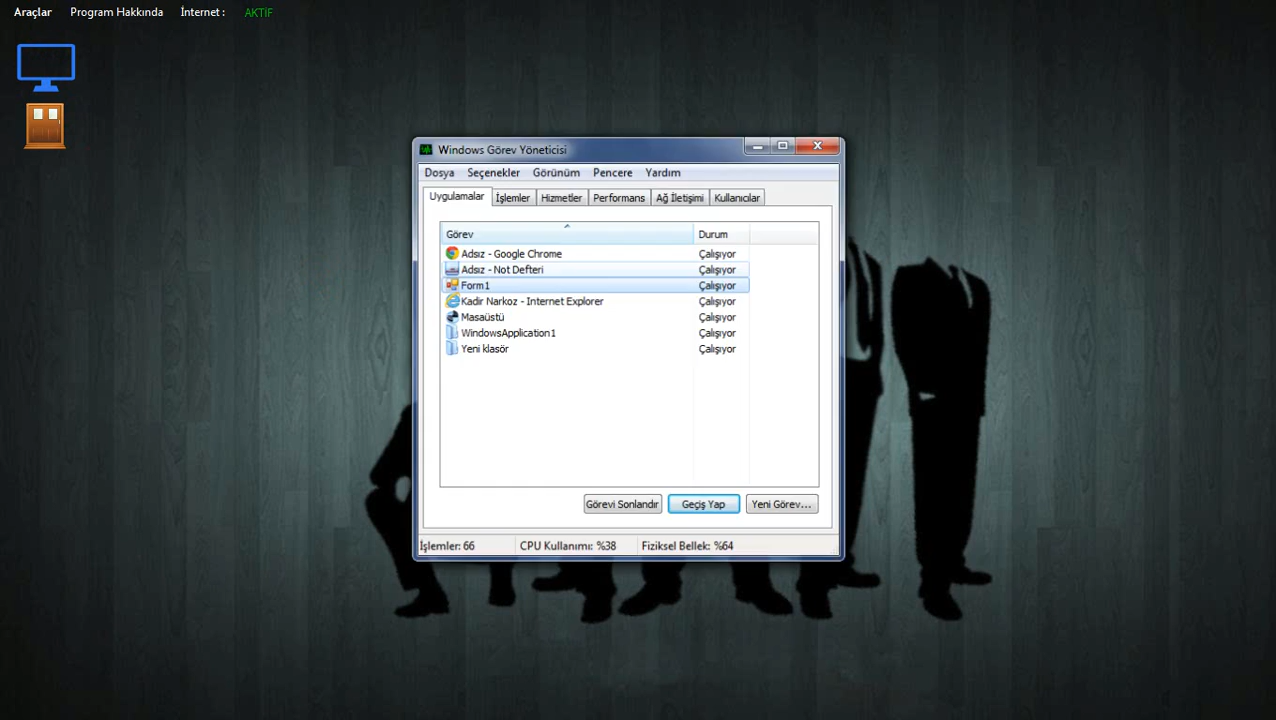 Araçlar Program Hakkında İnternet : AKTİF
Windows Görev Yöneticisi
Dosya Seçenekler Görünüm Pencere Yardım
Uygulamalar İşlemler Hizmetler Performans Ağ İletişimi Kullanıcılar
Görev Durum
Adsız - Google Chrome Çalışıyor
Adsız - Not Defteri Çalışıyor
Form1 Çalışıyor
Kadir Narkoz - Internet Explorer Çalışıyor
Masaüstü Çalışıyor
WindowsApplication1 Çalışıyor
Yeni klasör Çalışıyor
Görevi Sonlandır Geçiş Yap Yeni Görev...
İşlemler: 66 CPU Kullanımı: %38 Fiziksel Bellek: %64